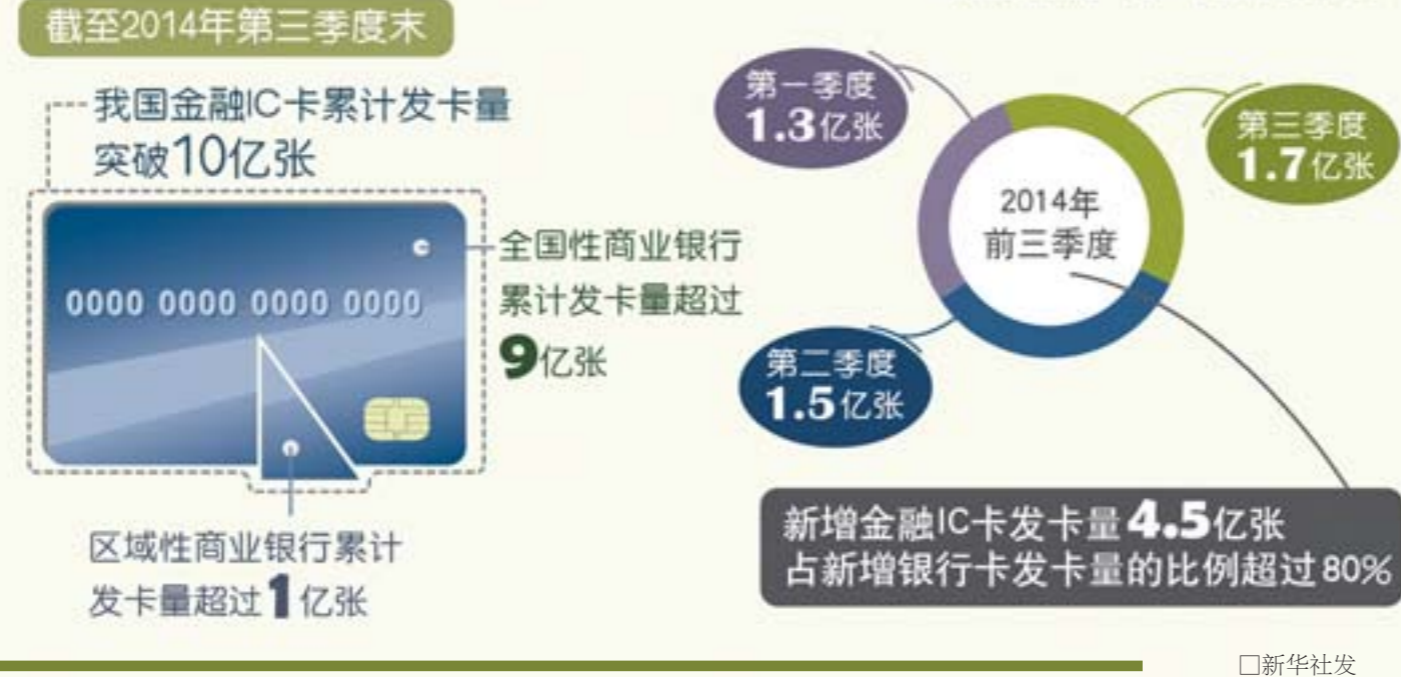 截至2014年第三季度末
我国金融IC卡累计发卡量
突破10亿张
0000 0000 0000 0000
全国性商业银行
累计发卡量超过
9亿张
区域性商业银行累计
发卡量超过1亿张
第一季度
1.3亿张
第三季度
1.7亿张
2014年
前三季度
第二季度
1.5亿张
新增金融IC卡发卡量4.5亿张
占新增银行卡发卡量的比例超过80%
□新华社发